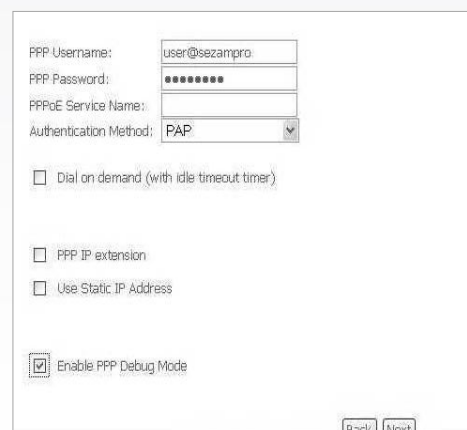 PPP Username: user@sezampro
PPP Password: ●●●●●●●●
PPPoE Service Name:
Authentication Method: PAP
Dial on demand (with idle timeout timer)
PPP IP extension
Use Static IP Address
Enable PPP Debug Mode
Back Next